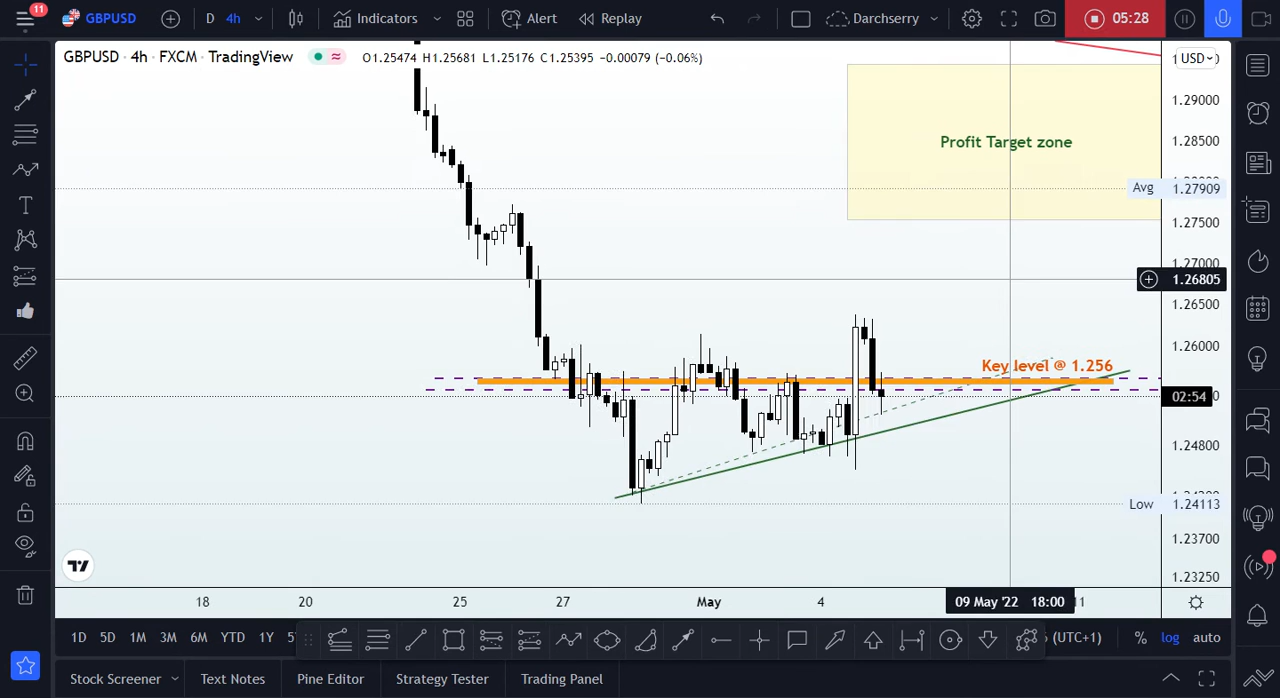 11
GBPUSD
D
4h
Indicators
Alert
Replay
Darchserry
05:28
GBPUSD · 4h · FXCM · TradingView
O1.25474 H1.25681 L1.25176 C1.25395 −0.00079 (−0.06%)
USD
1.29000
1.28500
Profit Target zone
Avg 1.27909
1.27500
1.27000
1.26805
1.26500
1.26000
Key level @ 1.256
02:54
1.24800
Low 1.24113
1.23700
1.23250
18
20
25
27
May
4
09 May '22 18:00
11
1D
5D
1M
3M
6M
YTD
1Y
(UTC+1)
%
log
auto
Stock Screener
Text Notes
Pine Editor
Strategy Tester
Trading Panel